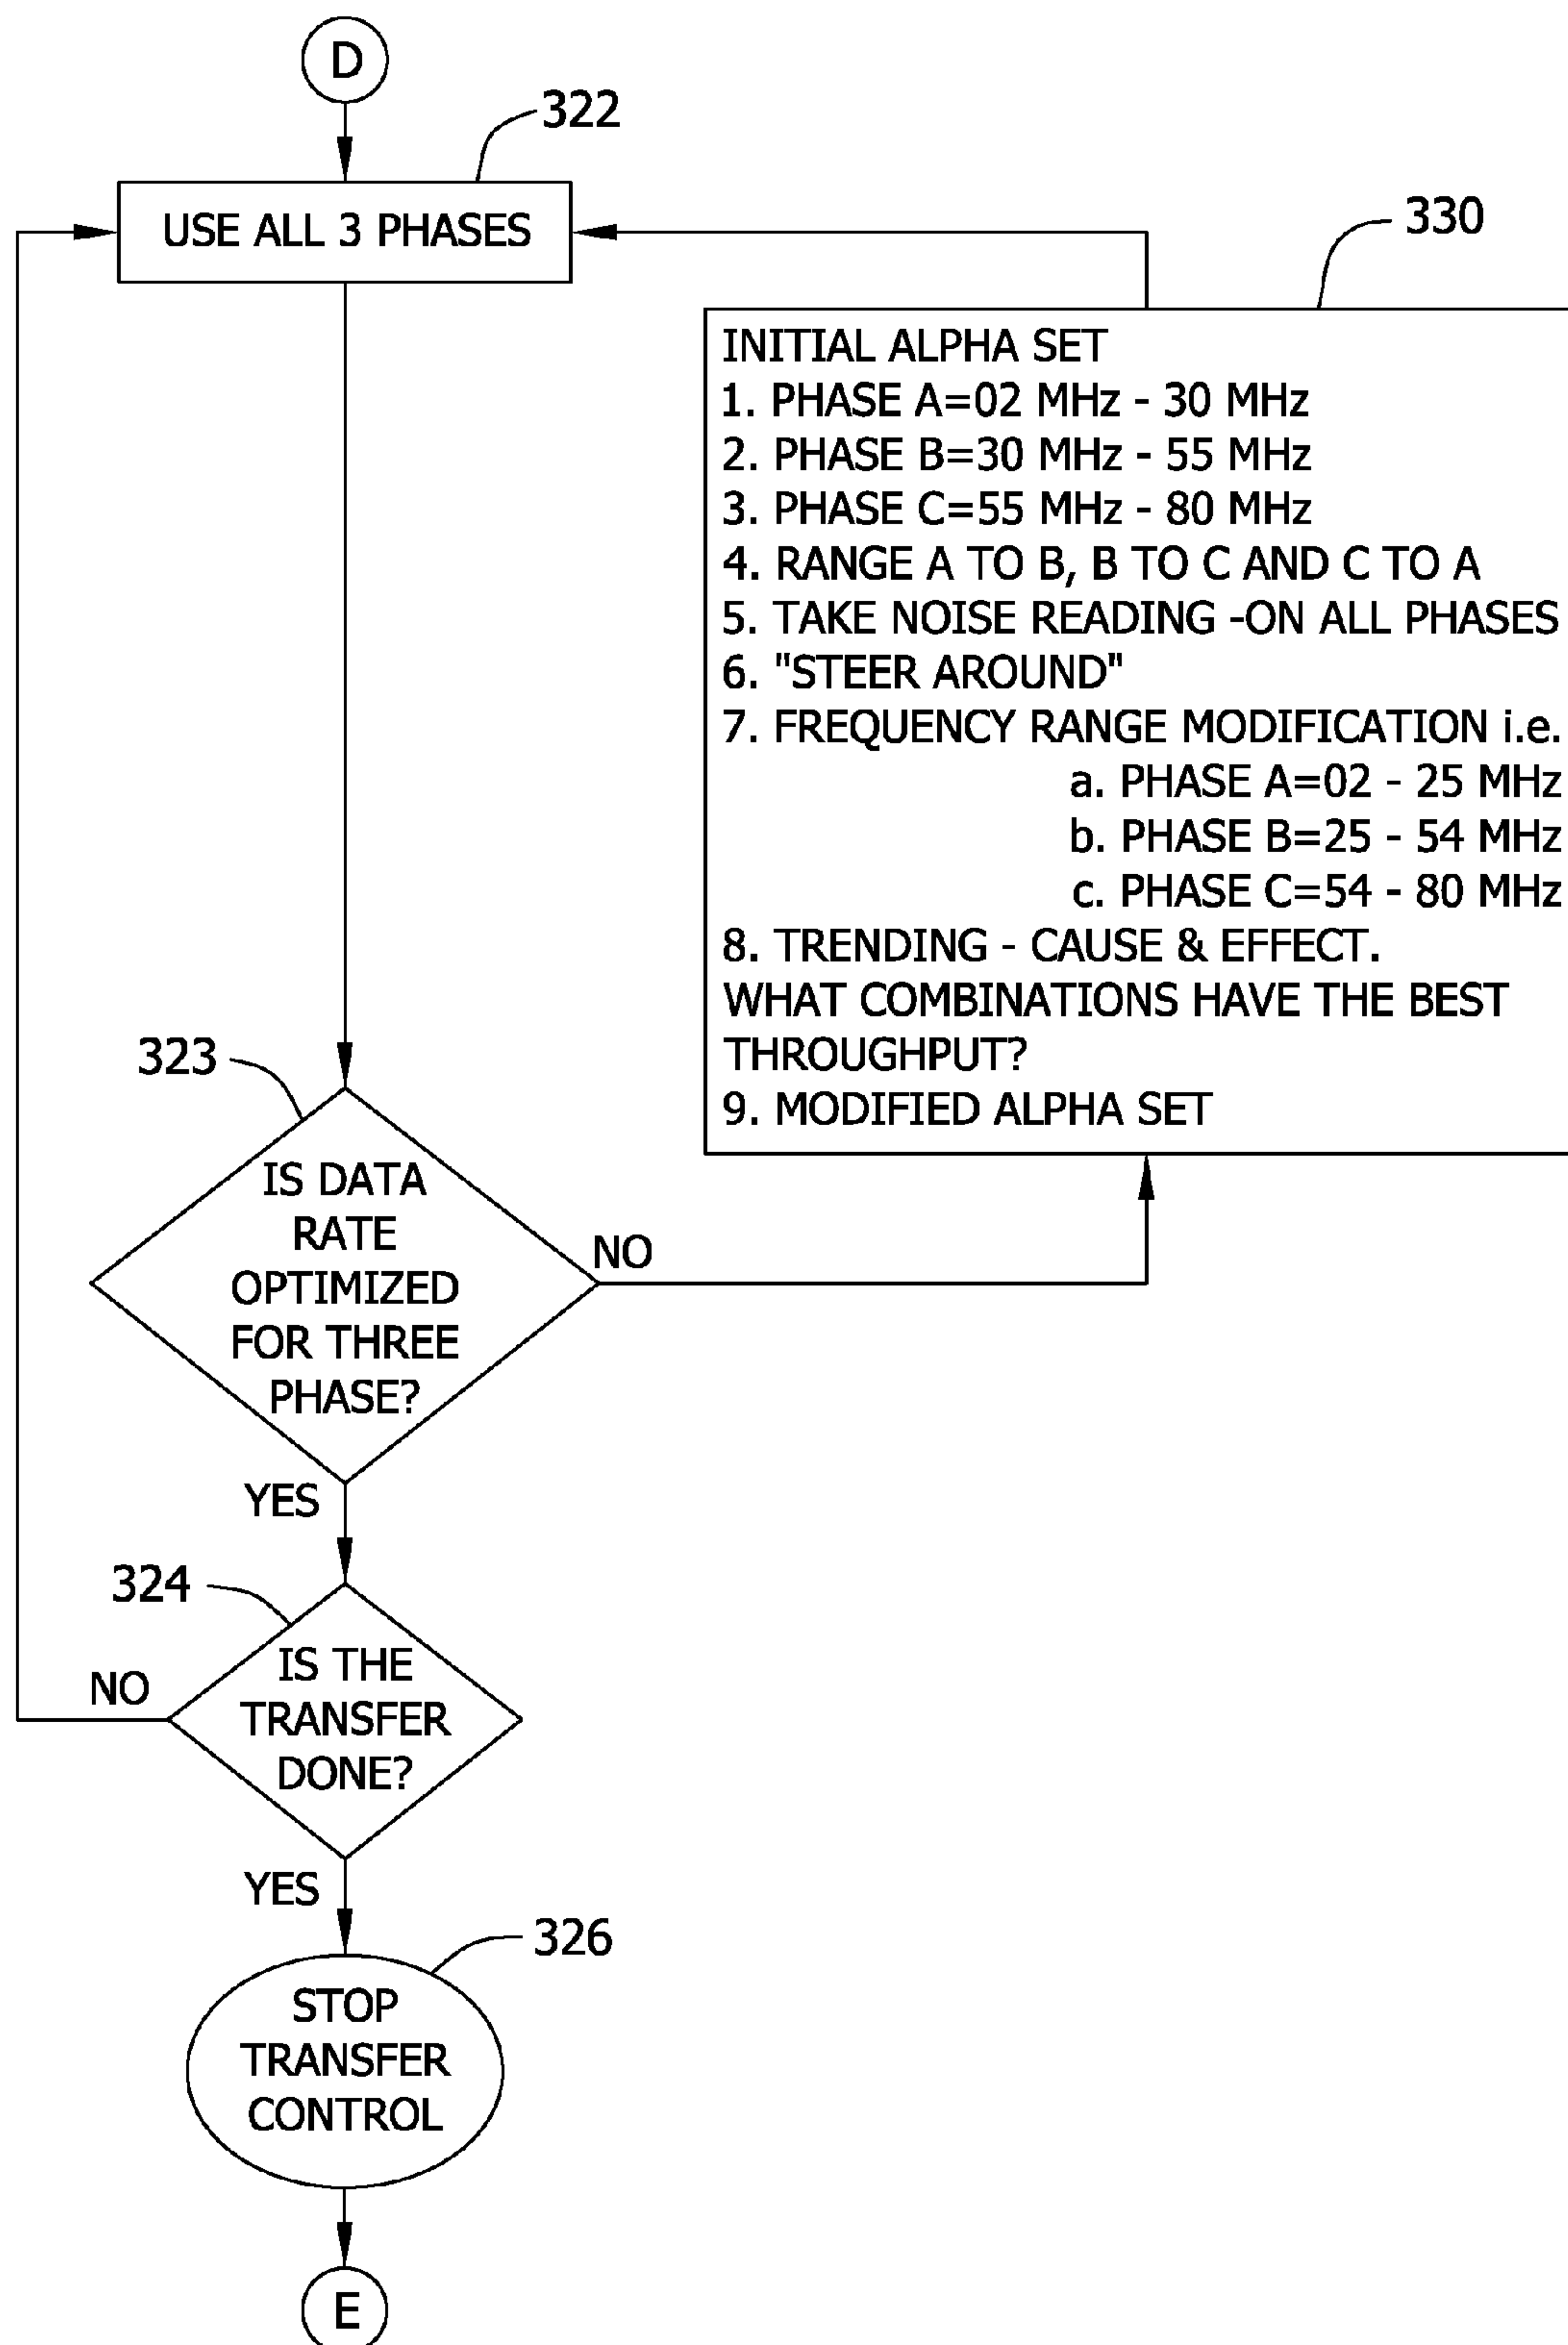 D
322
USE ALL 3 PHASES
330
INITIAL ALPHA SET
1. PHASE A=02 MHz - 30 MHz
2. PHASE B=30 MHz - 55 MHz
3. PHASE C=55 MHz - 80 MHz
4. RANGE A TO B, B TO C AND C TO A
5. TAKE NOISE READING -ON ALL PHASES
6. "STEER AROUND"
7. FREQUENCY RANGE MODIFICATION i.e.
a. PHASE A=02 - 25 MHz
b. PHASE B=25 - 54 MHz
c. PHASE C=54 - 80 MHz
8. TRENDING - CAUSE & EFFECT.
WHAT COMBINATIONS HAVE THE BEST
THROUGHPUT?
9. MODIFIED ALPHA SET
323
IS DATA
RATE
OPTIMIZED
FOR THREE
PHASE?
NO
YES
324
IS THE
TRANSFER
DONE?
NO
YES
326
STOP
TRANSFER
CONTROL
E